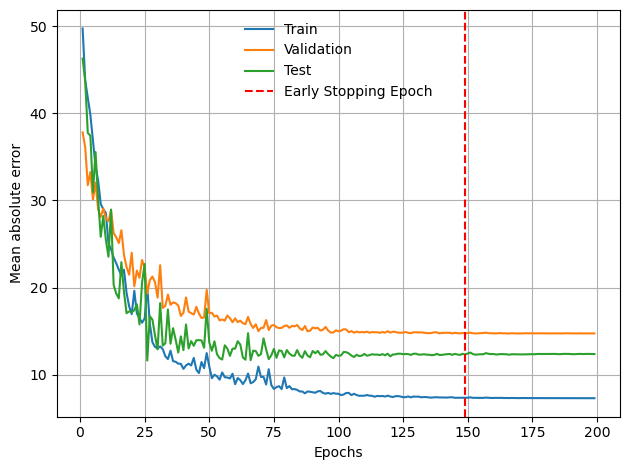 Train
Validation
Test
Early Stopping Epoch
Mean absolute error
50
40
30
20
10
0 25 50 75 100 125 150 175 200
Epochs